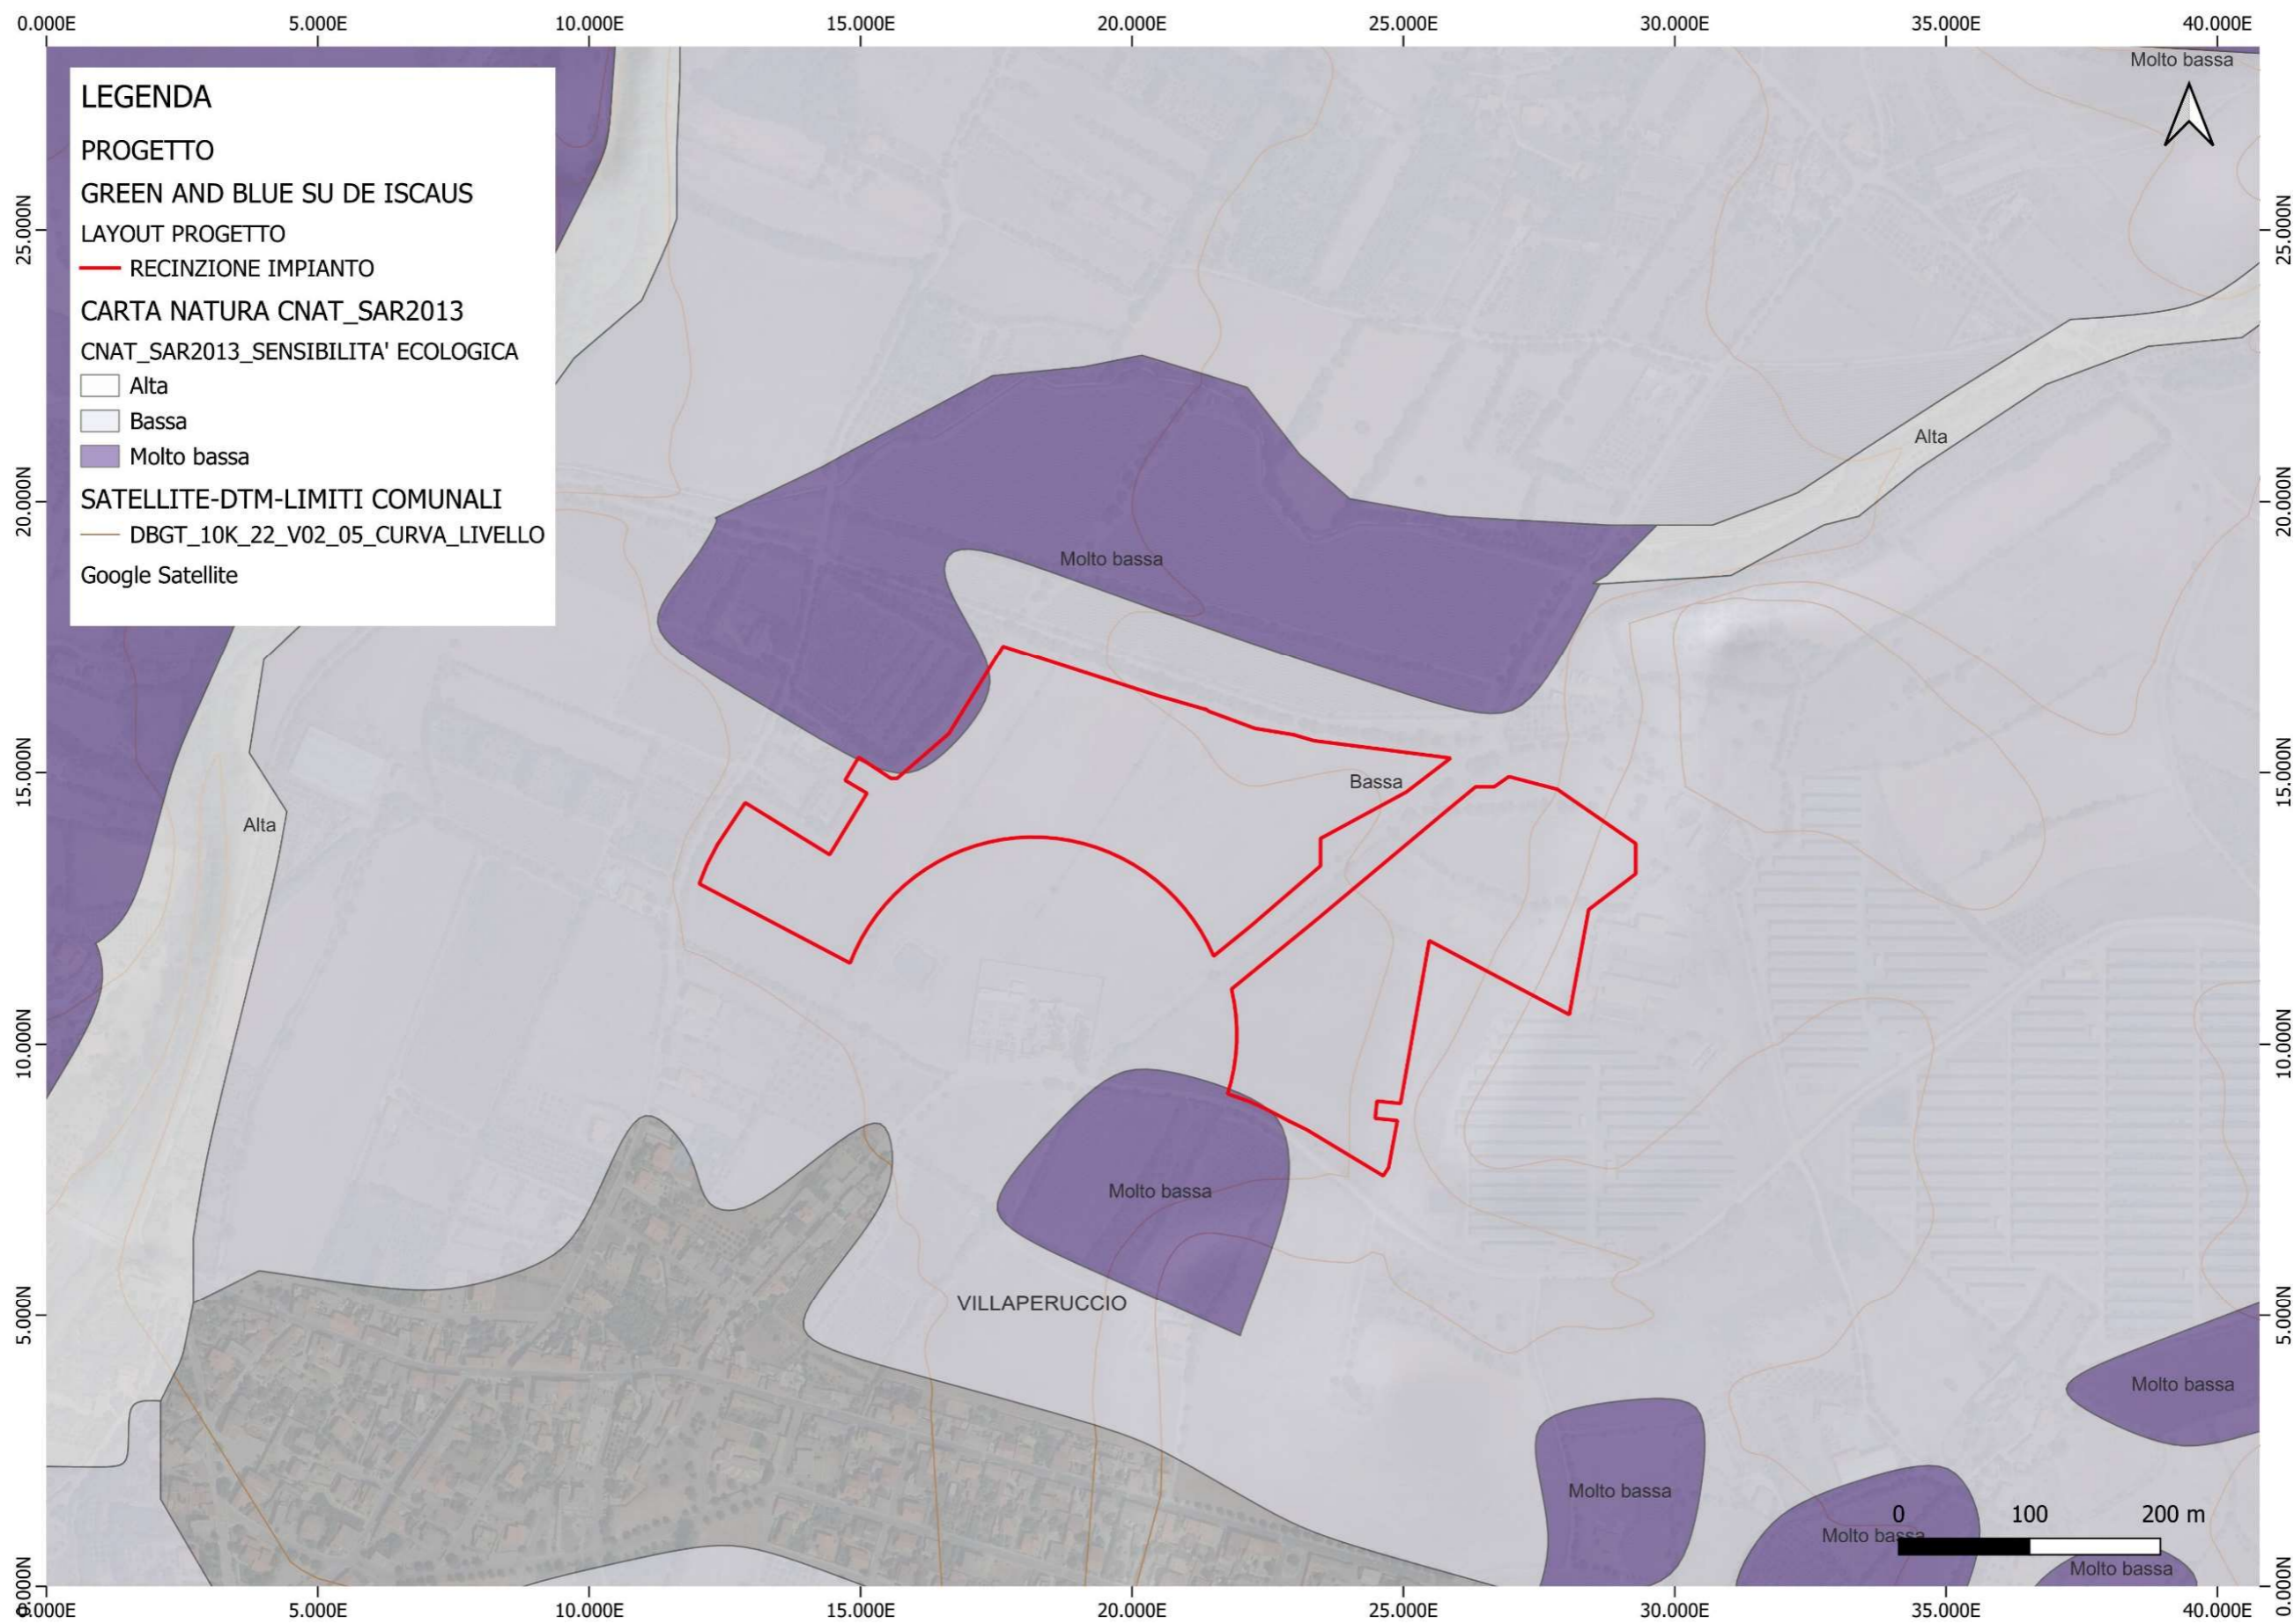 0.000E 5.000E 10.000E 15.000E 20.000E 25.000E 30.000E 35.000E 40.000E
Molto bassa
LEGENDA
PROGETTO
GREEN AND BLUE SU DE ISCAUS
LAYOUT PROGETTO
RECINZIONE IMPIANTO
CARTA NATURA CNAT_SAR2013
CNAT_SAR2013_SENSIBILITA' ECOLOGICA
Alta
Bassa
Molto bassa
SATELLITE-DTM-LIMITI COMUNALI
DBGT_10K_22_V02_05_CURVA_LIVELLO
Google Satellite
25.000N
25.000N
Alta
20.000N
20.000N
Molto bassa
15.000N
15.000N
Bassa
Alta
10.000N
10.000N
Molto bassa
VILLAPERUCCIO
5.000N
5.000N
Molto bassa
Molto bassa
0 100 200 m
Molto bassa
Molto bassa
0.000N
0.000N
0.000E 5.000E 10.000E 15.000E 20.000E 25.000E 30.000E 35.000E 40.000E